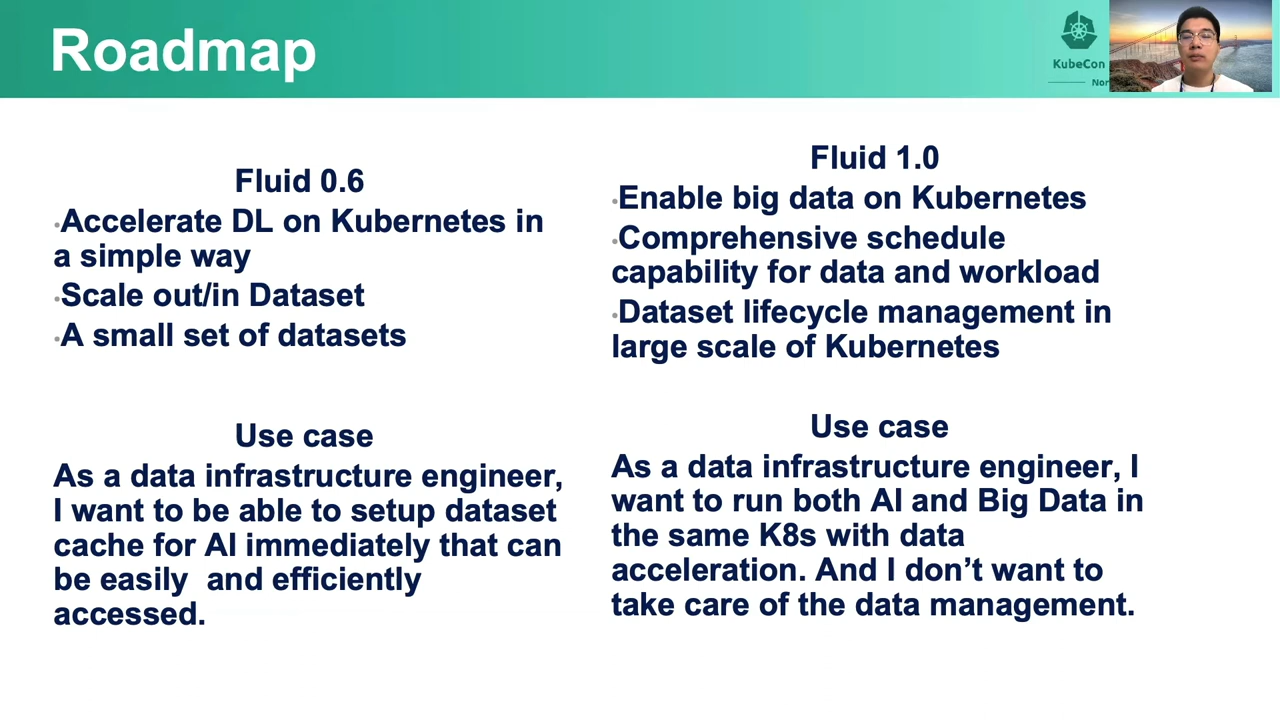 Roadmap
KubeCon
Nor
Fluid 0.6
•Accelerate DL on Kubernetes in
a simple way
•Scale out/in Dataset
•A small set of datasets
Use case
As a data infrastructure engineer,
I want to be able to setup dataset
cache for AI immediately that can
be easily  and efficiently
accessed.
Fluid 1.0
•Enable big data on Kubernetes
•Comprehensive schedule
capability for data and workload
•Dataset lifecycle management in
large scale of Kubernetes
Use case
As a data infrastructure engineer, I
want to run both AI and Big Data in
the same K8s with data
acceleration. And I don’t want to
take care of the data management.